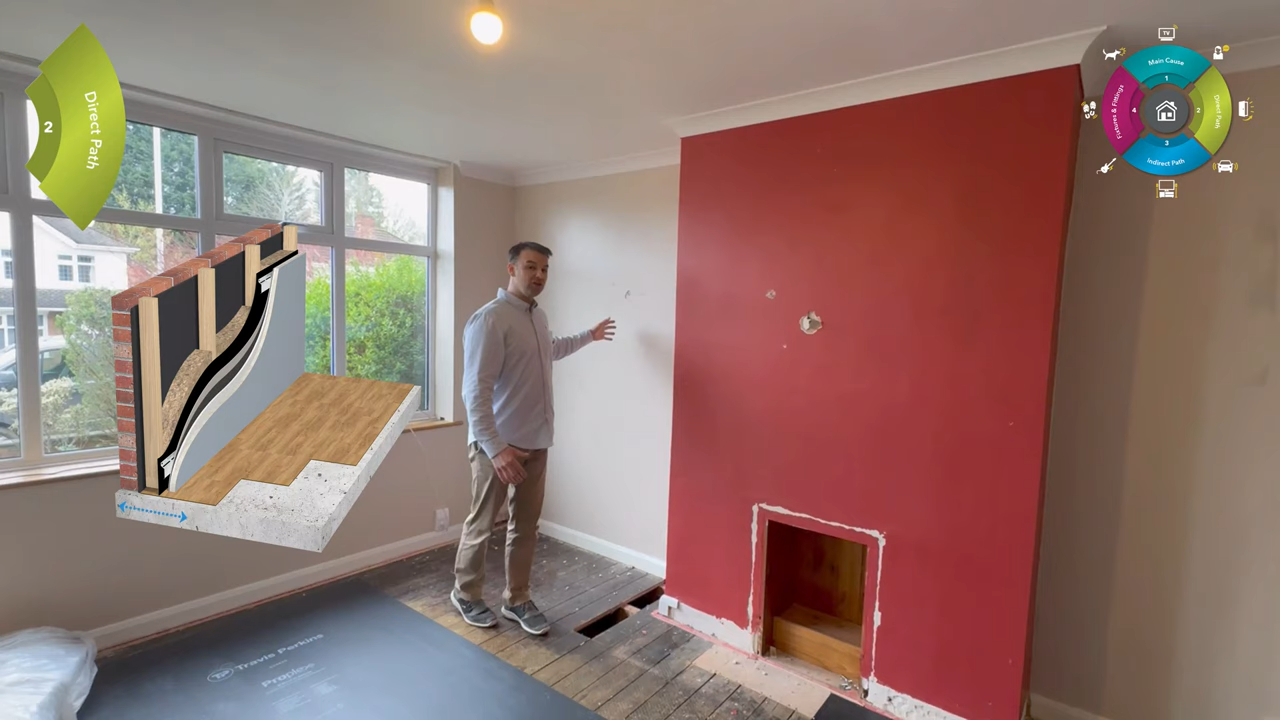 2
Direct Path
TV
Main Cause
1
Fixtures & Fittings
4
2
Direct Path
3
Indirect Path
TP Travis Perkins
Proplex